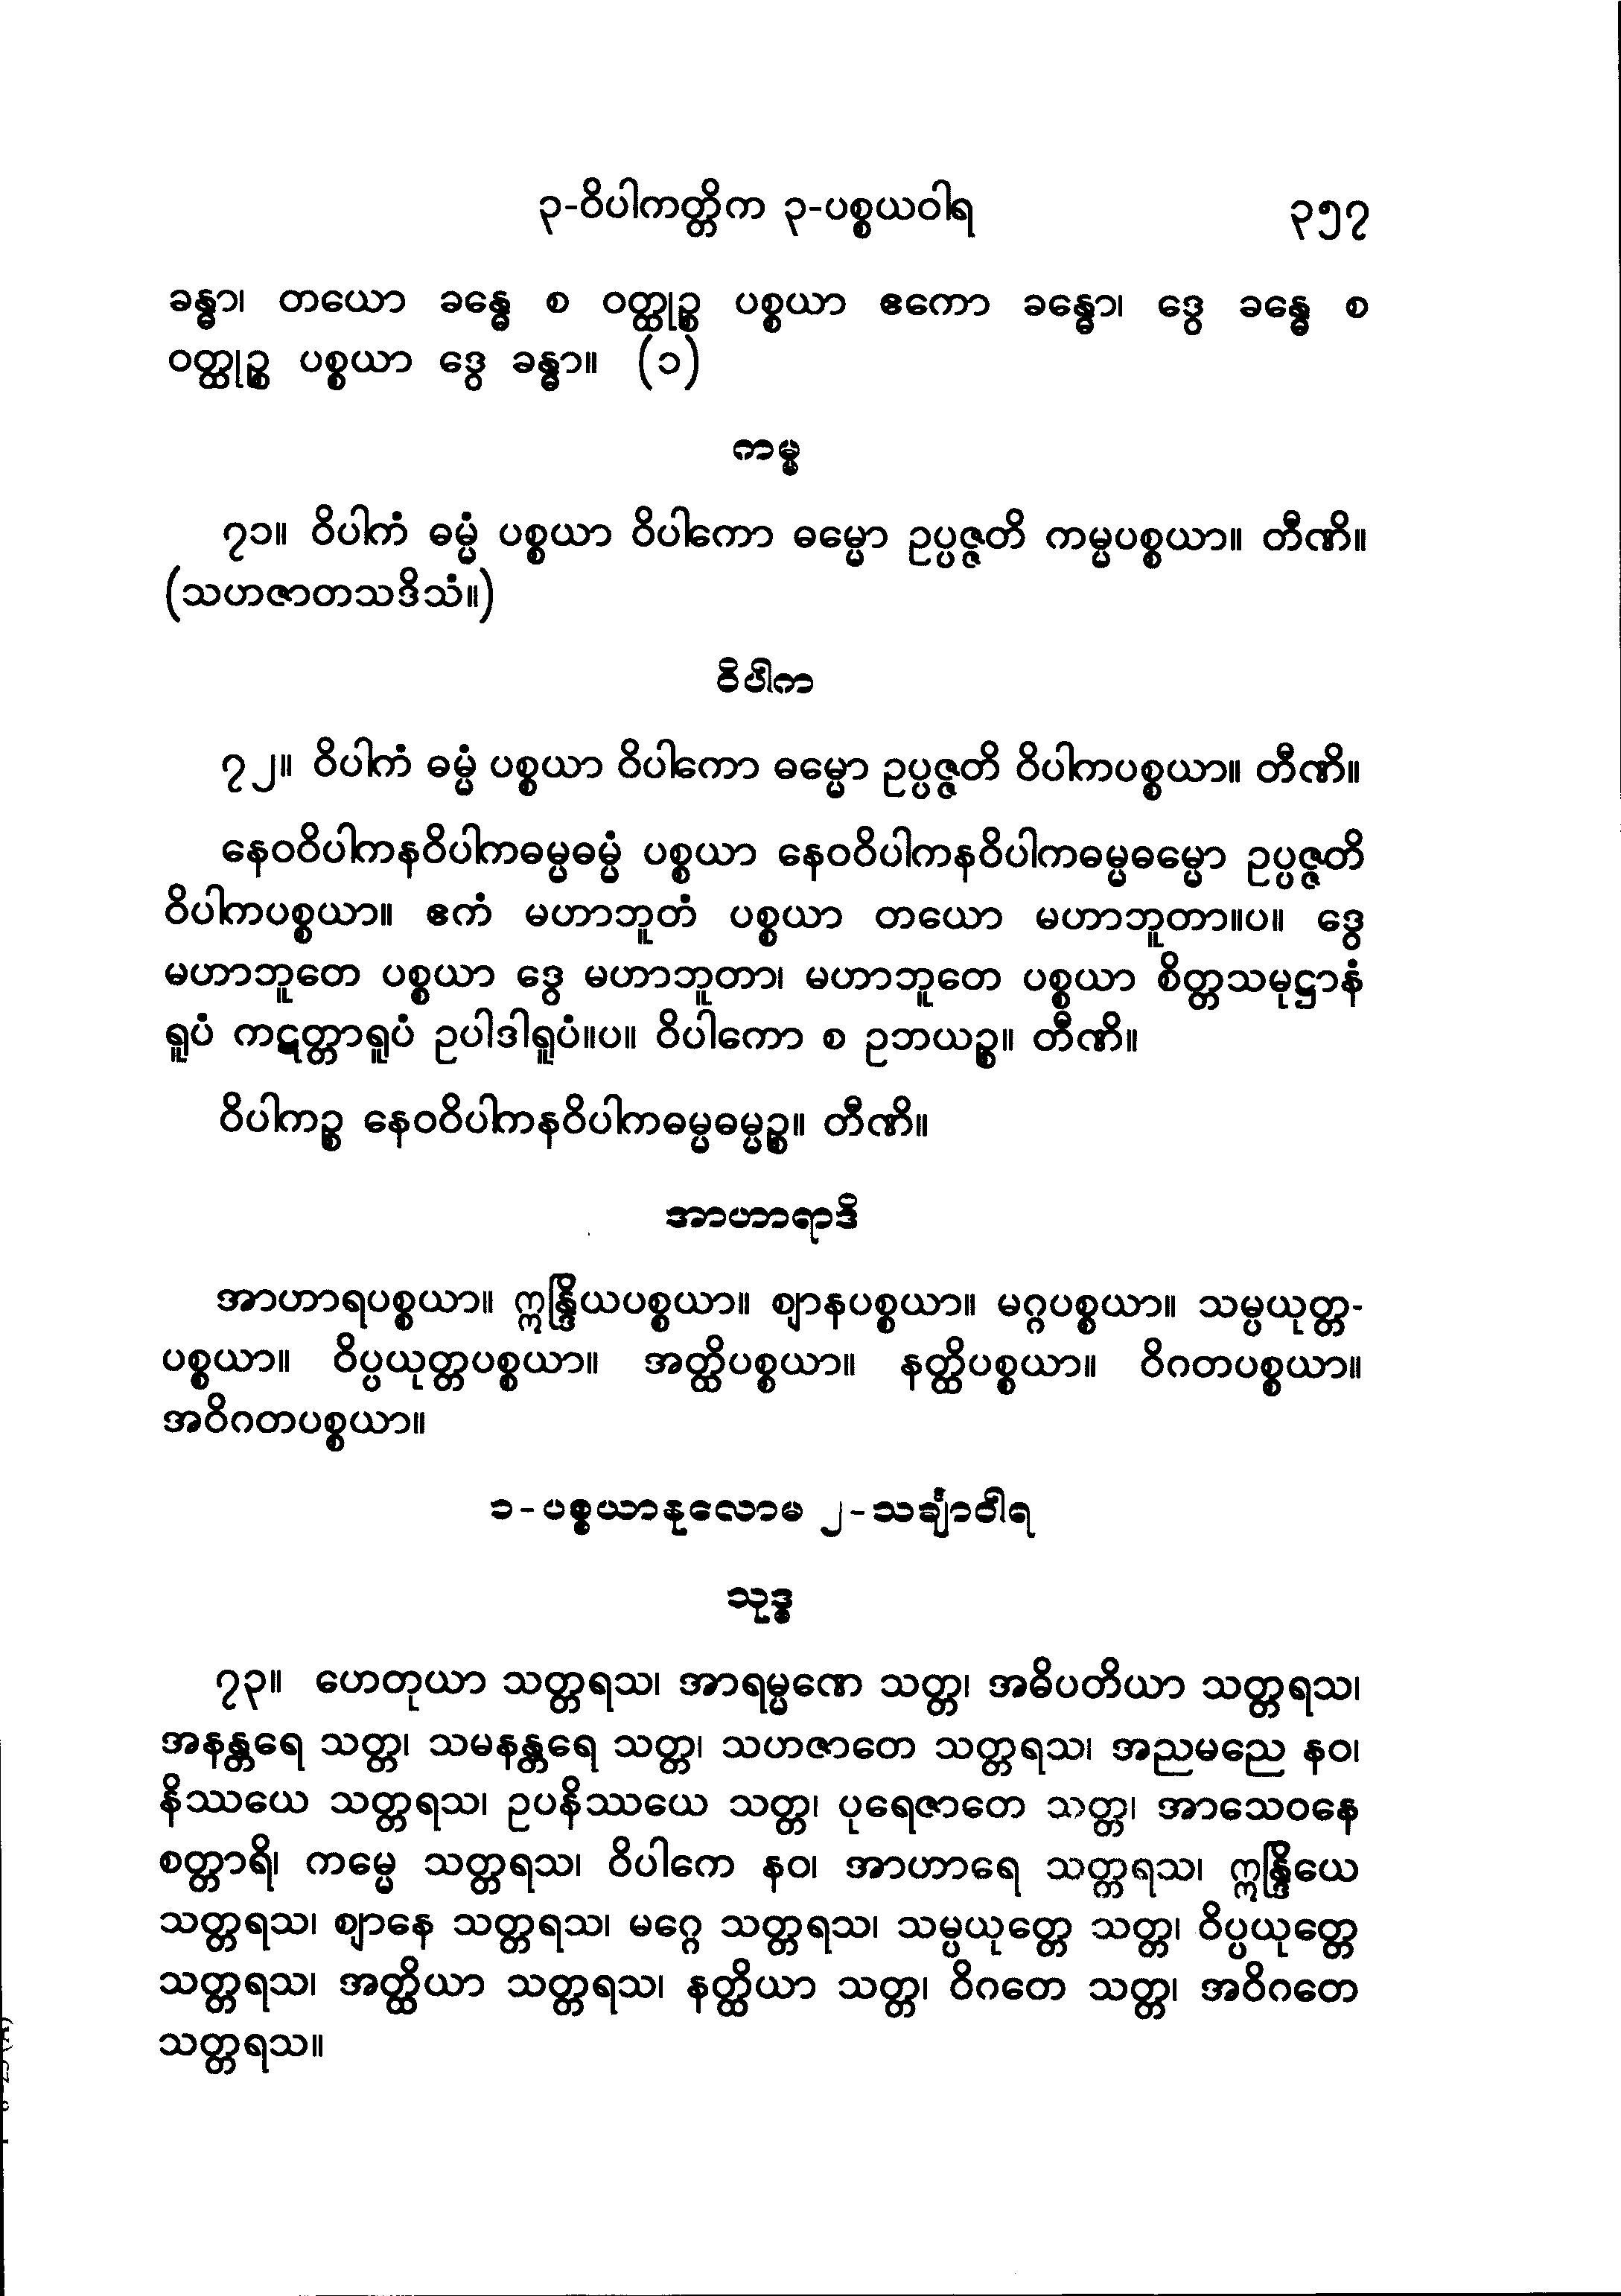 ၃-ဝိပါကတ္တိက ၃-ပစ္စယဝါရ ၃၅၇
ခန္ဓာ၊ တယော ခန္ဓေ စ ဝတ္ထုဉ္စ ပစ္စယာ ဧကော ခန္ဓော၊ ဒွေ ခန္ဓေ စ
ဝတ္ထုဉ္စ ပစ္စယာ ဒွေ ခန္ဓာ။ (၁)
ကမ္မ
၇၁။ ဝိပါကံ ဓမ္မံ ပစ္စယာ ဝိပါကော ဓမ္မော ဥပ္ပဇ္ဇတိ ကမ္မပစ္စယာ။ တီဏိ။
(သဟဇာတသဒိသံ။)
ဝိပါက
၇၂။ ဝိပါကံ ဓမ္မံ ပစ္စယာ ဝိပါကော ဓမ္မော ဥပ္ပဇ္ဇတိ ဝိပါကပစ္စယာ။ တီဏိ။
နေဝဝိပါကနဝိပါကဓမ္မဓမ္မံ ပစ္စယာ နေဝဝိပါကနဝိပါကဓမ္မဓမ္မော ဥပ္ပဇ္ဇတိ
ဝိပါကပစ္စယာ။ ဧကံ မဟာဘူတံ ပစ္စယာ တယော မဟာဘူတာ။ပ။ ဒွေ
မဟာဘူတေ ပစ္စယာ ဒွေ မဟာဘူတာ၊ မဟာဘူတေ ပစ္စယာ စိတ္တသမုဋ္ဌာနံ
ရူပံ ကဋတ္တာရူပံ ဥပါဒါရူပံ။ပ။ ဝိပါကော စ ဥဘယဉ္စ။ တီဏိ။
ဝိပါကဉ္စ နေဝဝိပါကနဝိပါကဓမ္မဓမ္မဉ္စ။ တီဏိ။
အာဟာရာဒိ
အာဟာရပစ္စယာ။ ဣန္ဒြိယပစ္စယာ။ ဈာနပစ္စယာ။ မဂ္ဂပစ္စယာ။ သမ္ပယုတ္တ-
ပစ္စယာ။ ဝိပ္ပယုတ္တပစ္စယာ။ အတ္ထိပစ္စယာ။ နတ္ထိပစ္စယာ။ ဝိဂတပစ္စယာ။
အဝိဂတပစ္စယာ။
၁-ပစ္စယာနုလောမ ၂-သင်္ချာဝါရ
သုဒ္ဓ
၇၃။ ဟေတုယာ သတ္တရသ၊ အာရမ္မဏေ သတ္တ၊ အဓိပတိယာ သတ္တရသ၊
အနန္တရေ သတ္တ၊ သမနန္တရေ သတ္တ၊ သဟဇာတေ သတ္တရသ၊ အညမညေ နဝ၊
နိဿယေ သတ္တရသ၊ ဥပနိဿယေ သတ္တ၊ ပုရေဇာတေ သတ္တ၊ အာသေဝနေ
စတ္တာရိ၊ ကမ္မေ သတ္တရသ၊ ဝိပါကေ နဝ၊ အာဟာရေ သတ္တရသ၊ ဣန္ဒြိယေ
သတ္တရသ၊ ဈာနေ သတ္တရသ၊ မဂ္ဂေ သတ္တရသ၊ သမ္ပယုတ္တေ သတ္တ၊ ဝိပ္ပယုတ္တေ
သတ္တရသ၊ အတ္ထိယာ သတ္တရသ၊ နတ္ထိယာ သတ္တ၊ ဝိဂတေ သတ္တ၊ အဝိဂတေ
သတ္တရသ။